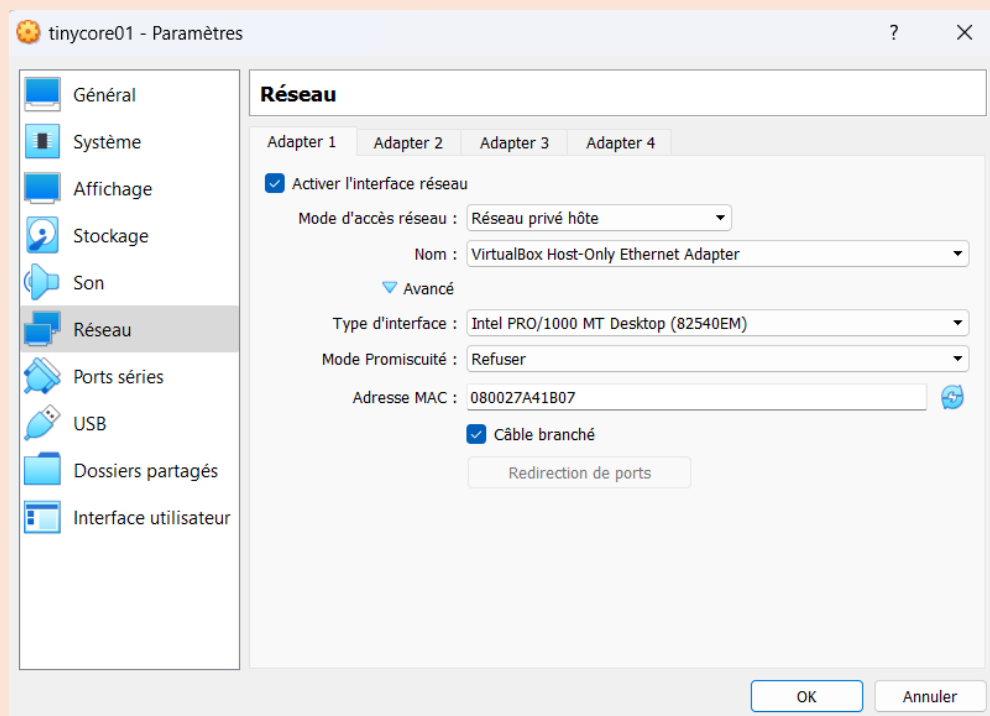 tinycore01 - Paramètres
?
Général
Système
Affichage
Stockage
Son
Réseau
Ports séries
USB
Dossiers partagés
Interface utilisateur
Réseau
Adapter 1 Adapter 2 Adapter 3 Adapter 4
Activer l'interface réseau
Mode d'accès réseau : Réseau privé hôte
Nom : VirtualBox Host-Only Ethernet Adapter
Avancé
Type d'interface : Intel PRO/1000 MT Desktop (82540EM)
Mode Promiscuité : Refuser
Adresse MAC : 080027A41B07
Câble branché
Redirection de ports
OK Annuler